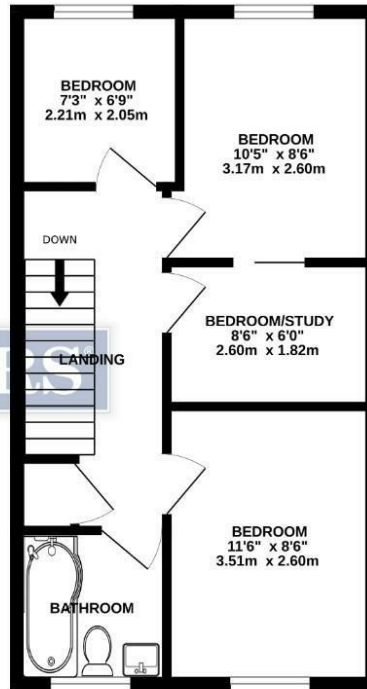 BEDROOM
7'3" x 6'9"
2.21m x 2.05m
BEDROOM
10'5" x 8'6"
3.17m x 2.60m
DOWN
BEDROOM/STUDY
8'6" x 6'0"
2.60m x 1.82m
LANDING
BEDROOM
11'6" x 8'6"
3.51m x 2.60m
BATHROOM